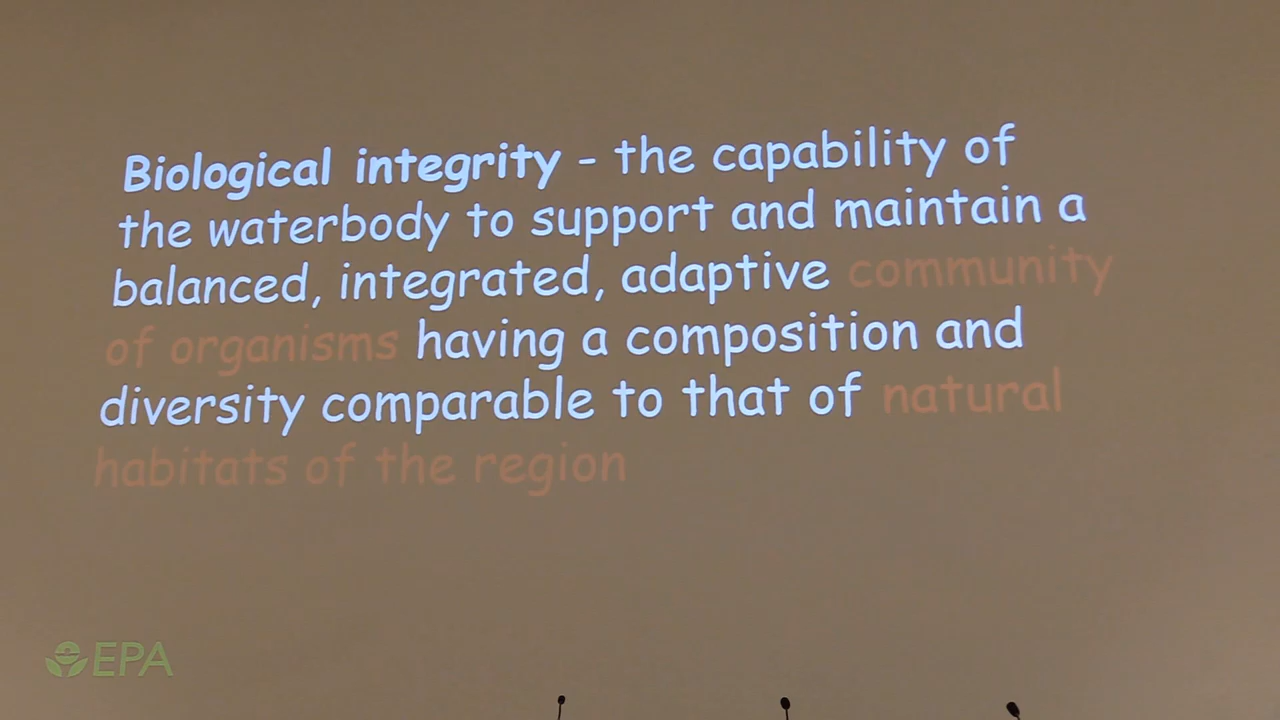 Biological integrity - the capability of
the waterbody to support and maintain a
balanced, integrated, adaptive community
of organisms having a composition and
diversity comparable to that of natural
habitats of the region
EPA